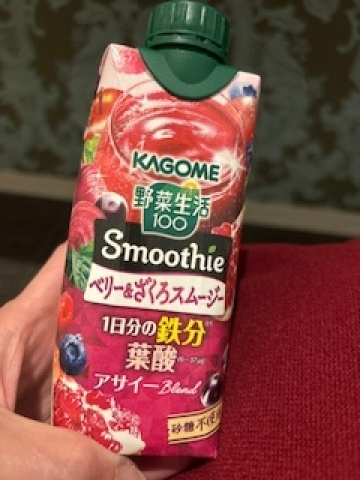 KAGOME
野菜生活
100
Smoothie
ベリー&ざくろスムージー
1日分の鉄分
葉酸
アサイーBlend
砂糖不使用